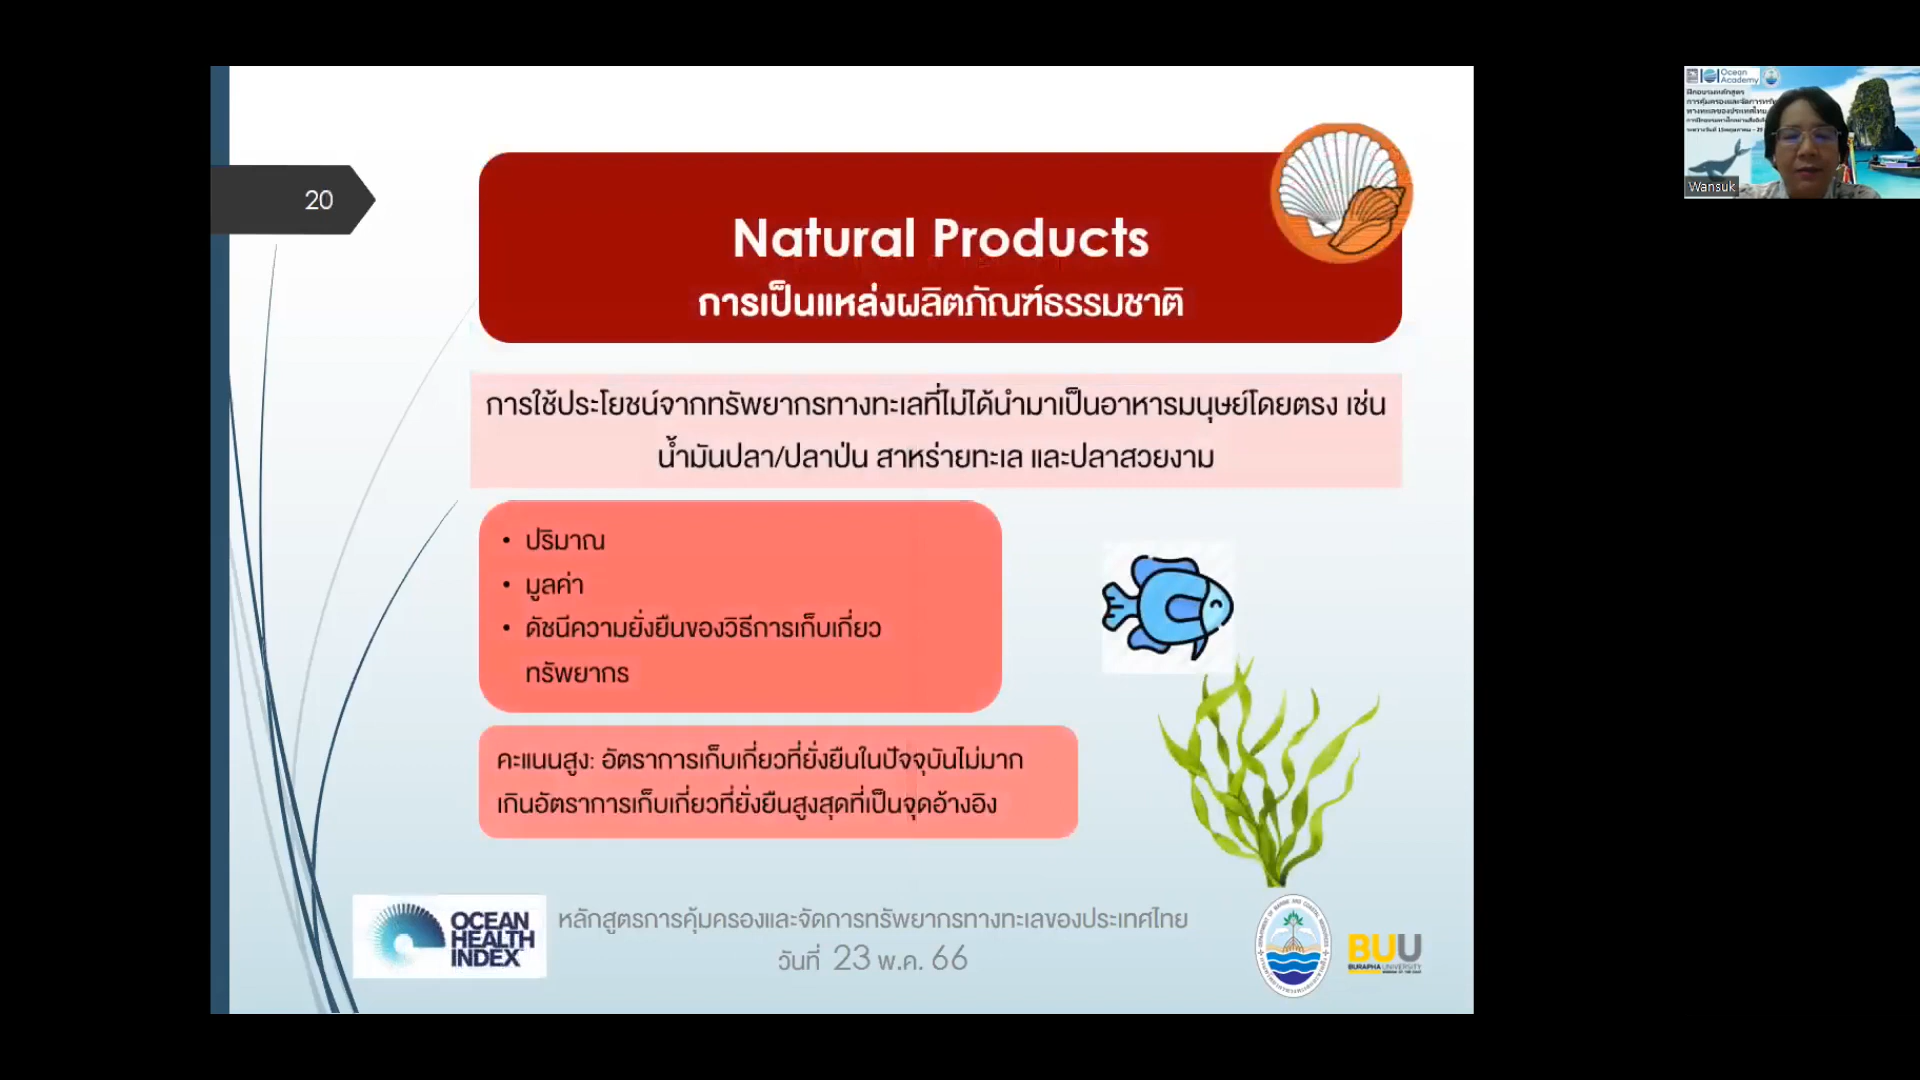 20
Natural Products
การเป็นแหล่งผลิตภัณฑ์ธรรมชาติ
การใช้ประโยชน์จากทรัพยากรทางทะเลที่ไม่ได้นำมาเป็นอาหารมนุษย์โดยตรง เช่น
น้ำมันปลา/ปลาป่น สาหร่ายทะเล และปลาสวยงาม
• ปริมาณ
• มูลค่า
• ดัชนีความยั่งยืนของวิธีการเก็บเกี่ยว
ทรัพยากร
คะแนนสูง: อัตราการเก็บเกี่ยวที่ยั่งยืนในปัจจุบันไม่มาก
เกินอัตราการเก็บเกี่ยวที่ยั่งยืนสูงสุดที่เป็นจุดอ้างอิง
OCEAN
HEALTH
INDEX
หลักสูตรการคุ้มครองและจัดการทรัพยากรทางทะเลของประเทศไทย
วันที่ 23 พ.ค. 66
BUU
BURAPHA UNIVERSITY
Ocean
Academy
Wansuk